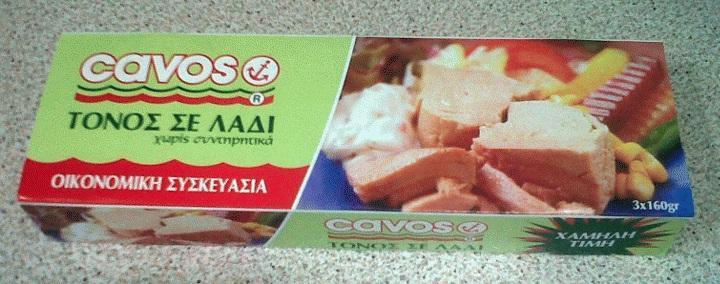 cavos
®
ΤΟΝΟΣ ΣΕ ΛΑΔΙ
χωρίς συντηρητικά
ΟΙΚΟΝΟΜΙΚΗ ΣΥΣΚΕΥΑΣΙΑ
3x160gr
cavos
ΤΟΝΟΣ ΣΕ ΛΑΔΙ
ΧΑΜΗΛΗ
ΤΙΜΗ